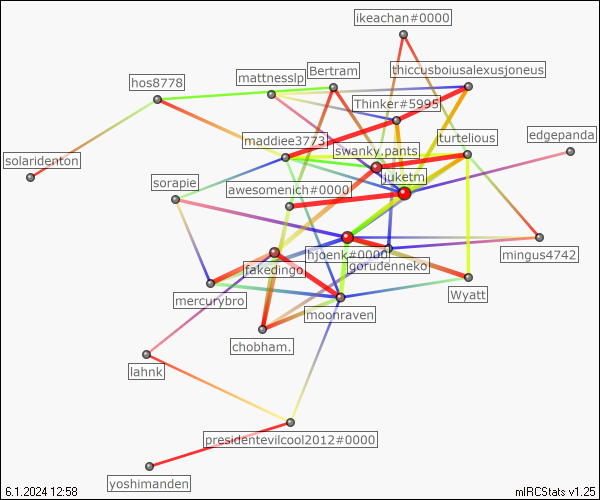 ikeachan#0000
Bertram
thiccusboiusalexusjoneus
mattnesslp
hos8778
Thinker#5995
edgepanda
iturtelious
maddiee3773
swanky.pants
solaridenton
juketm
sorapie
awesomenich#0000
hjoenk#0000
mingus4742
gorudenneko
fakedingo
Wyatt
mercurybro
moonraven
chobham.
lahnk
presidentevilcool2012#0000
yoshimanden
6.1.2024 12:58
mIRCStats v1.25